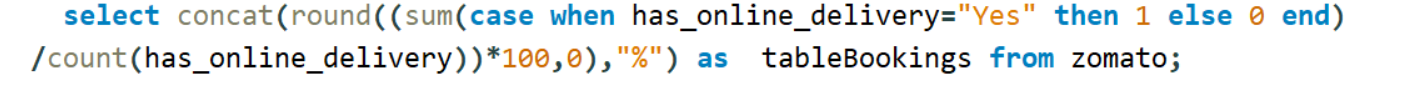 select concat(round((sum(case when has_online_delivery="Yes" then 1 else 0 end)
/count(has_online_delivery))*100,0),"%") as  tableBookings from zomato;